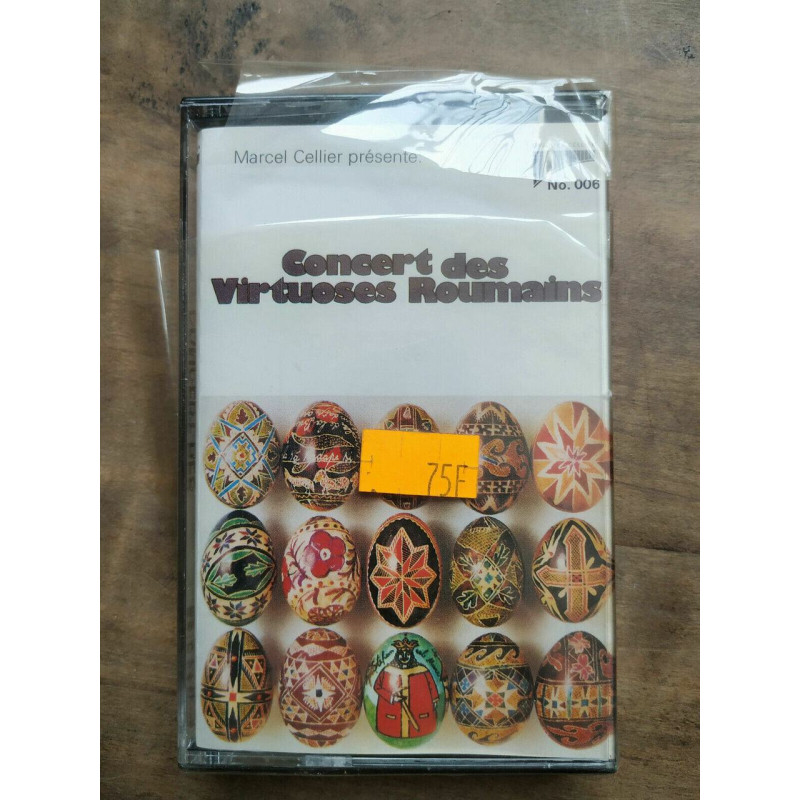 Marcel Cellier présente:
No. 006
Concert des
Virtuoses Roumains
75F